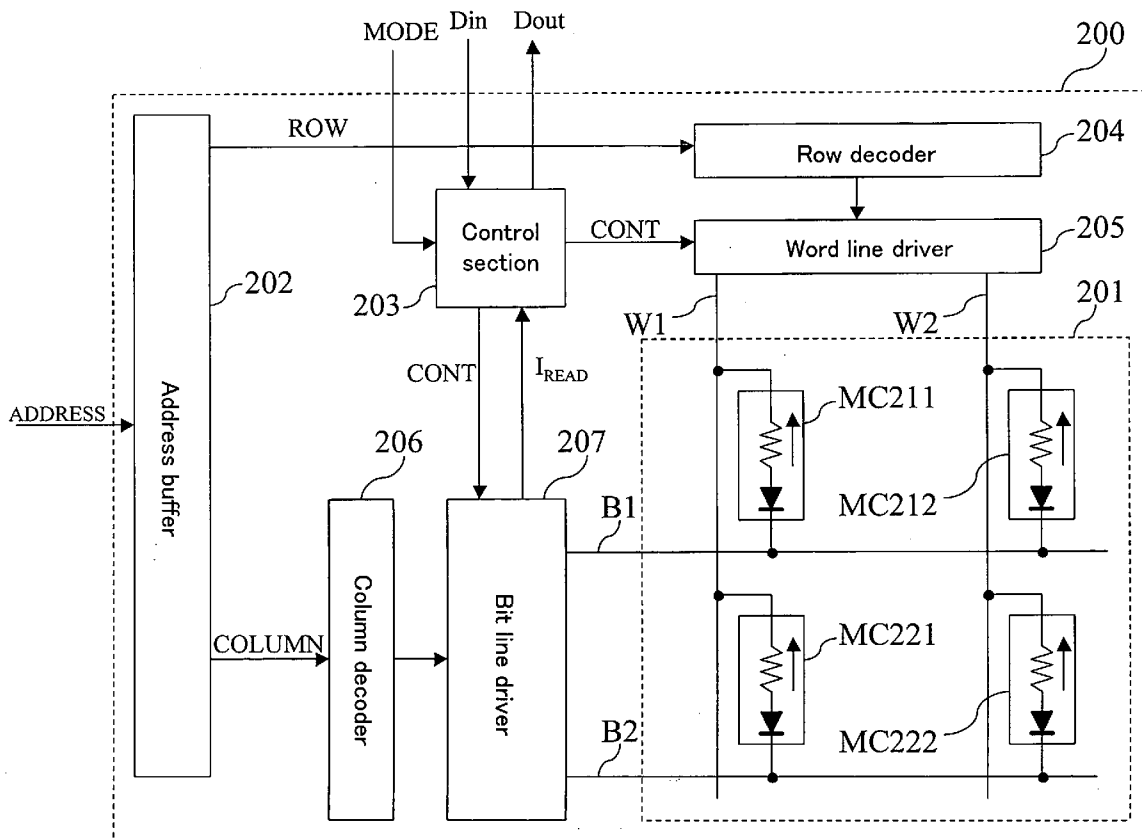 Din
Dout
MODE
200
ROW
204
Row decoder
CONT
Control
section
205
Word line driver
202
203
W1
W2
201
CONT
I_READ
Address buffer
ADDRESS
MC211
206
207
MC212
B1
Column decoder
Bit line driver
COLUMN
MC221
B2
MC222